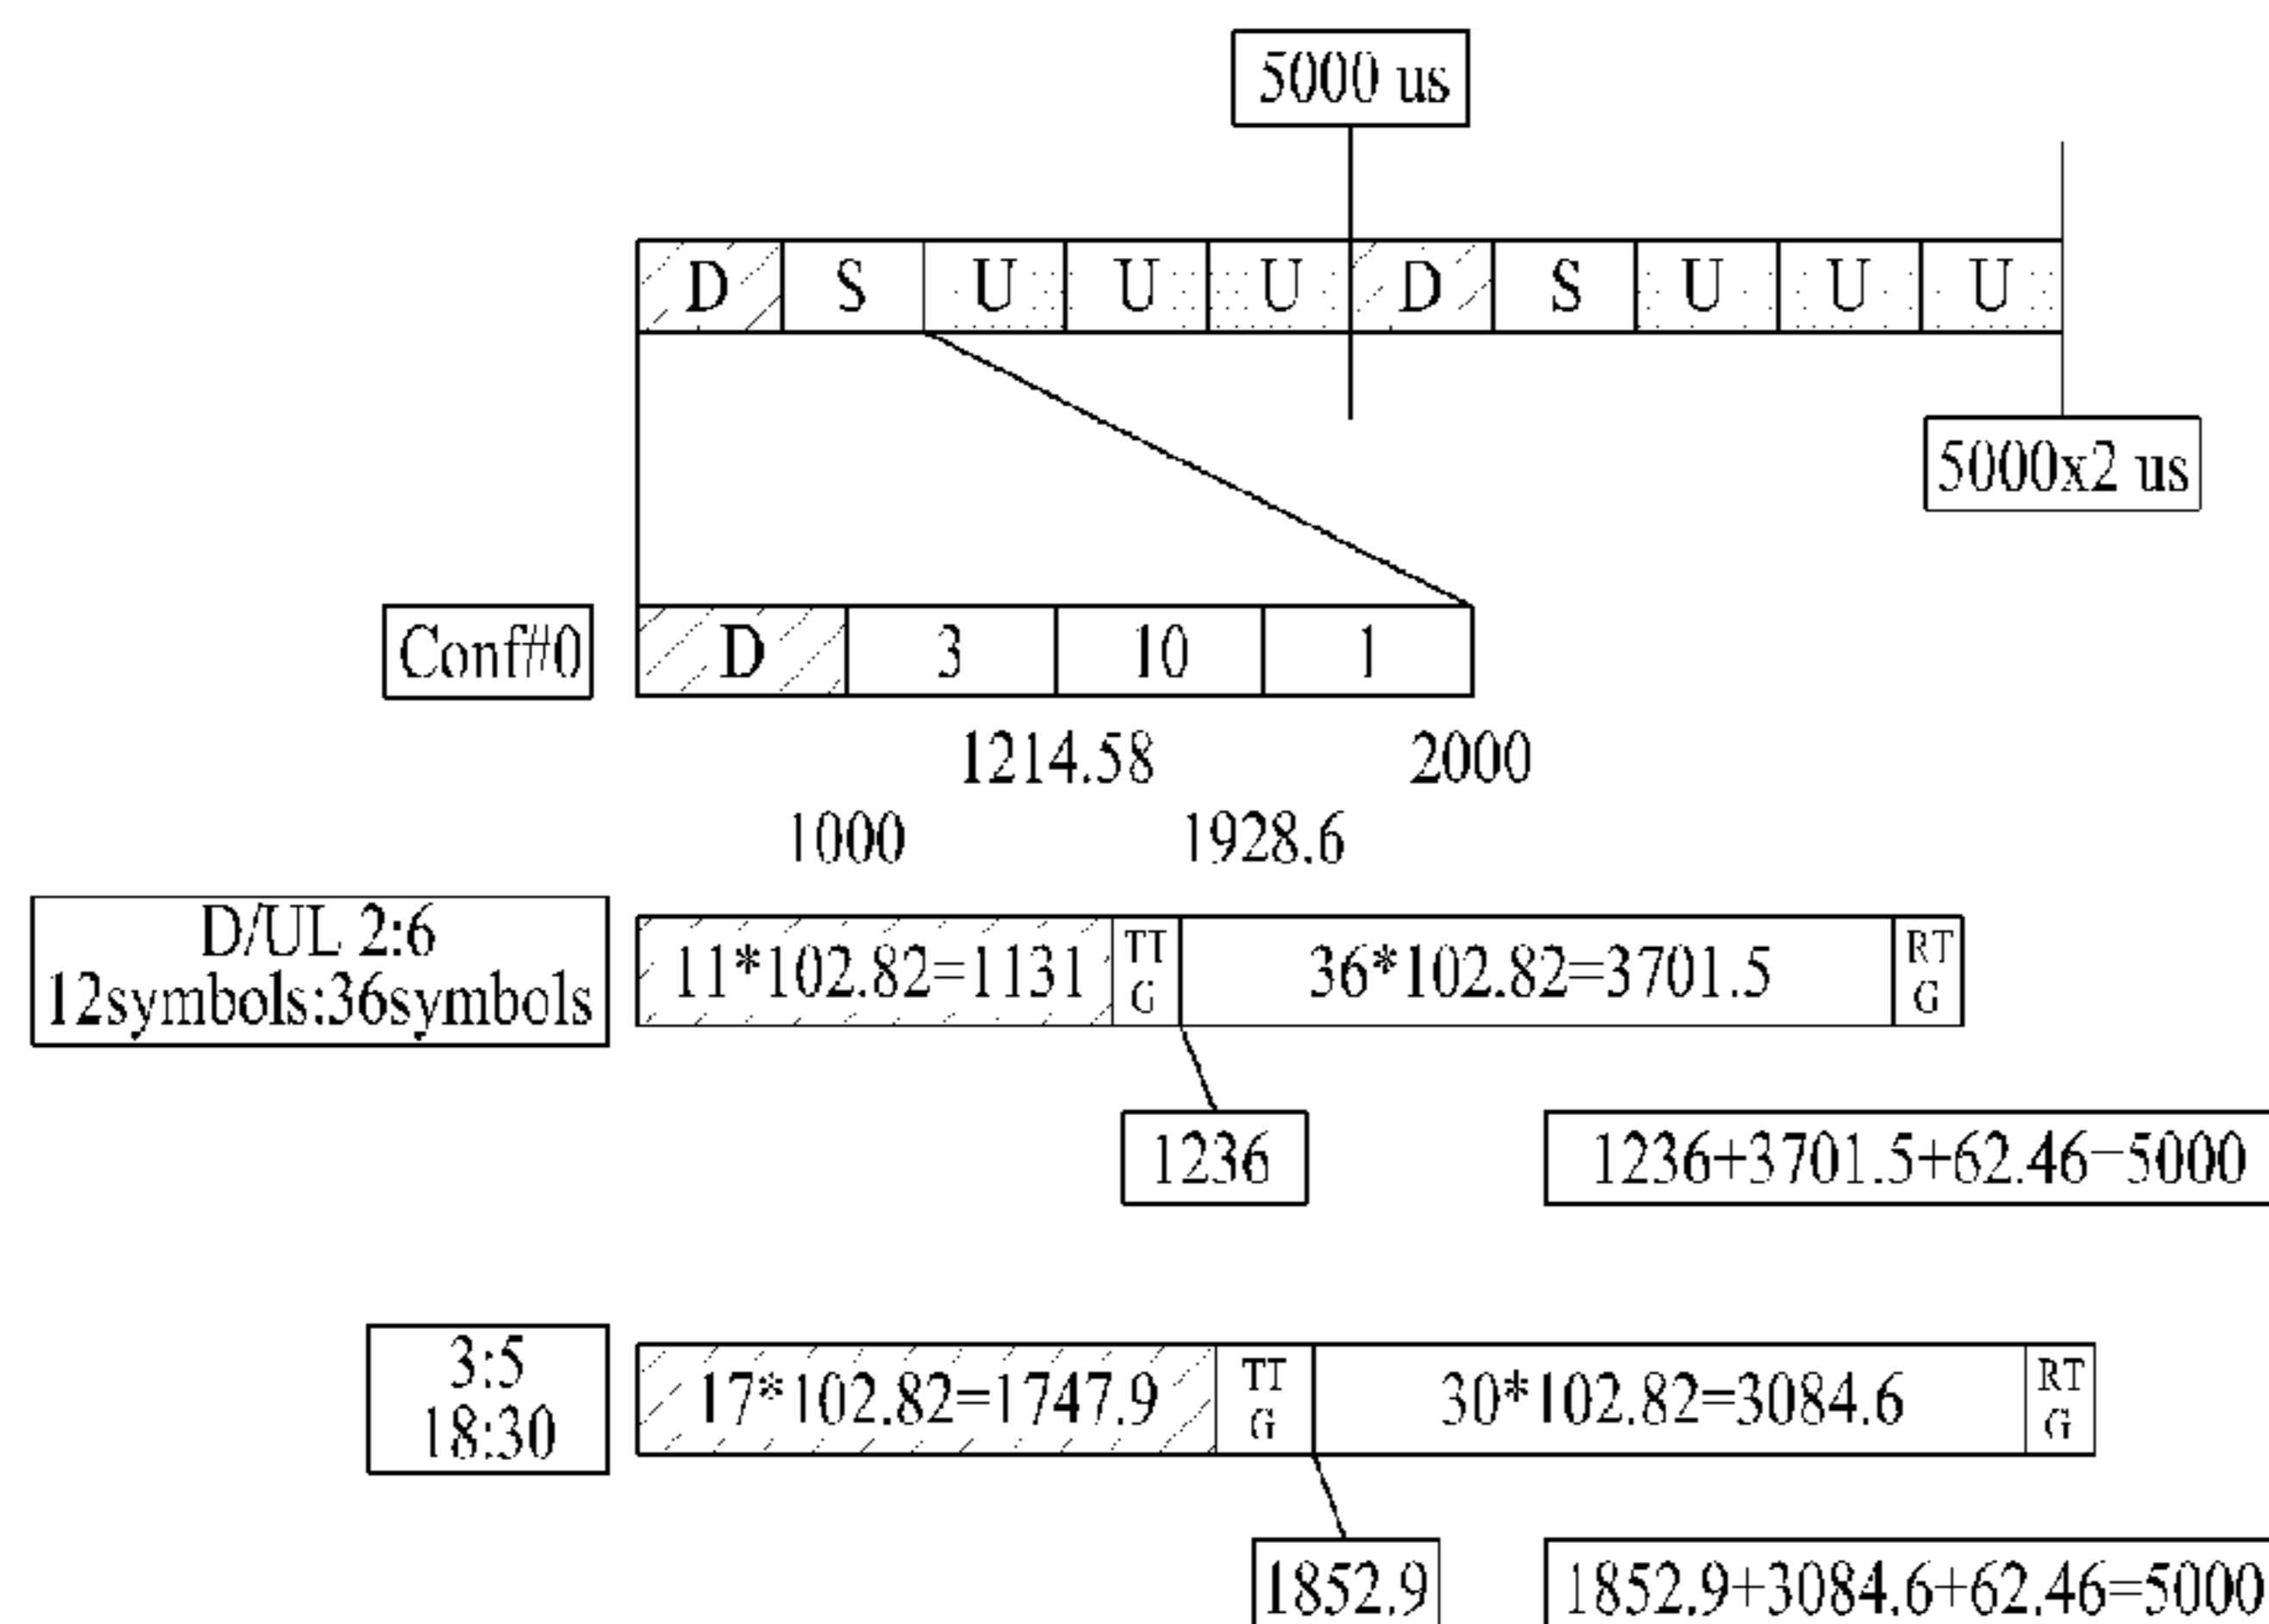 5000 us
D S U U U D S U U U
5000x2 us
Conf#0
D 3 10 1
1214.58 2000
1000 1928.6
D/UL 2:6
12symbols:36symbols
11*102.82=1131
TT
G
36*102.82=3701.5
RT
G
1236
1236+3701.5+62.46=5000
3:5
18:30
17*102.82=1747.9
TT
G
30*102.82=3084.6
RT
G
1852.9
1852.9+3084.6+62.46=5000